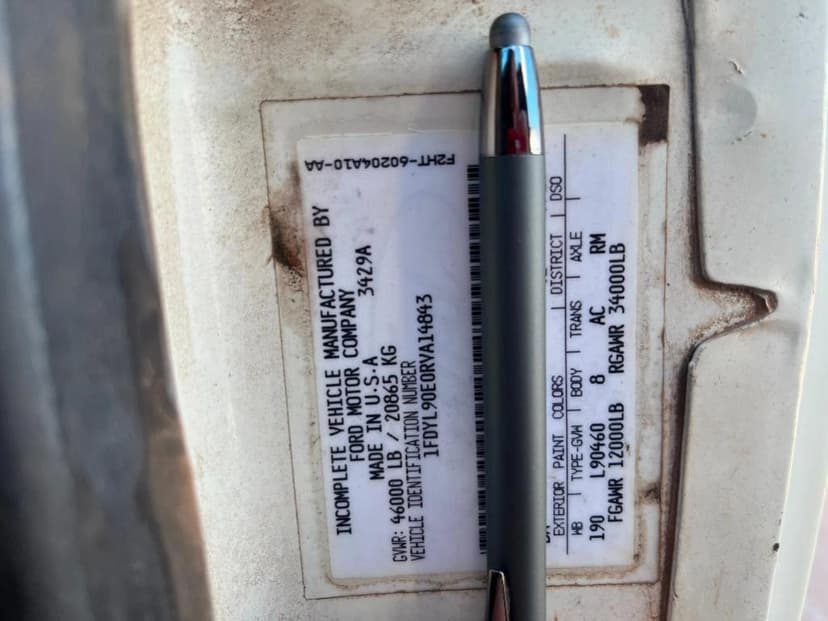 F2HT-60204A10-AA
INCOMPLETE VEHICLE MANUFACTURED BY
FORD MOTOR COMPANY
MADE IN U.S.A 3429A
GVWR: 46000 LB / 20865 KG
VEHICLE IDENTIFICATION NUMBER
1FDYL90E0RVA14843
EXTERIOR PAINT COLORS DISTRICT DSO
WB TYPE-GVW BODY TRANS AXLE
190 L90460 8 AC RM
FGAWR 12000LB RGAWR 34000LB